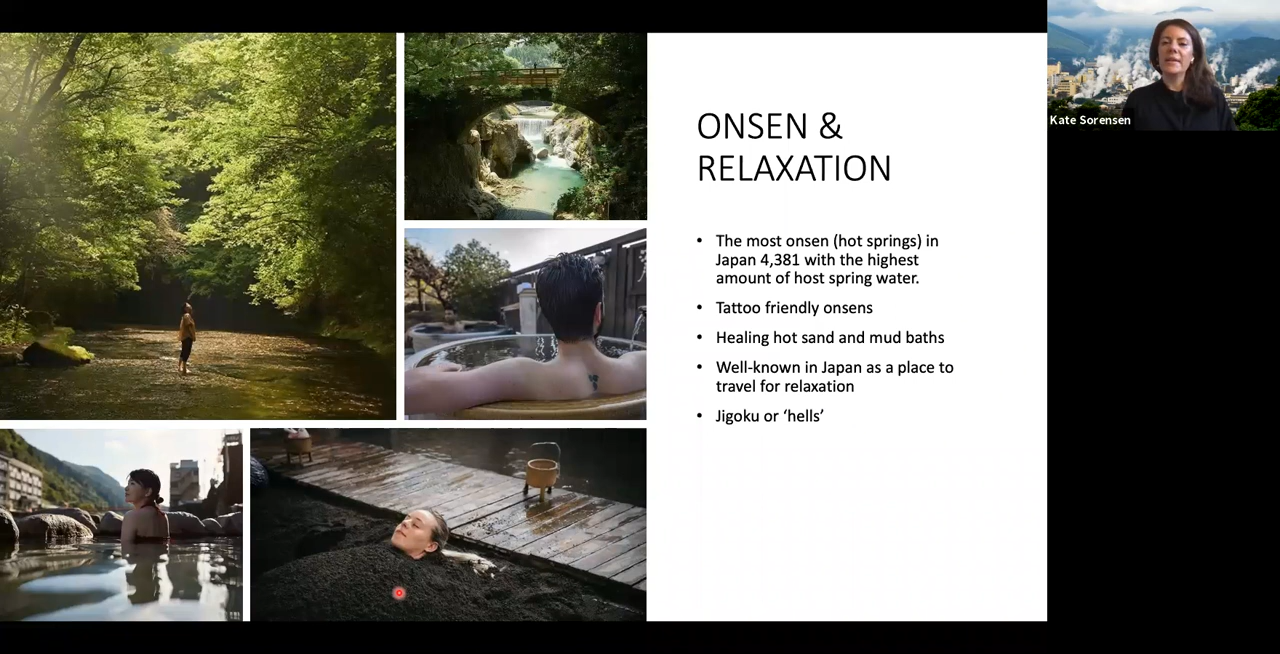 ONSEN &
RELAXATION
• The most onsen (hot springs) in
Japan 4,381 with the highest
amount of host spring water.
• Tattoo friendly onsens
• Healing hot sand and mud baths
• Well-known in Japan as a place to
travel for relaxation
• Jigoku or ‘hells’
Kate Sorensen